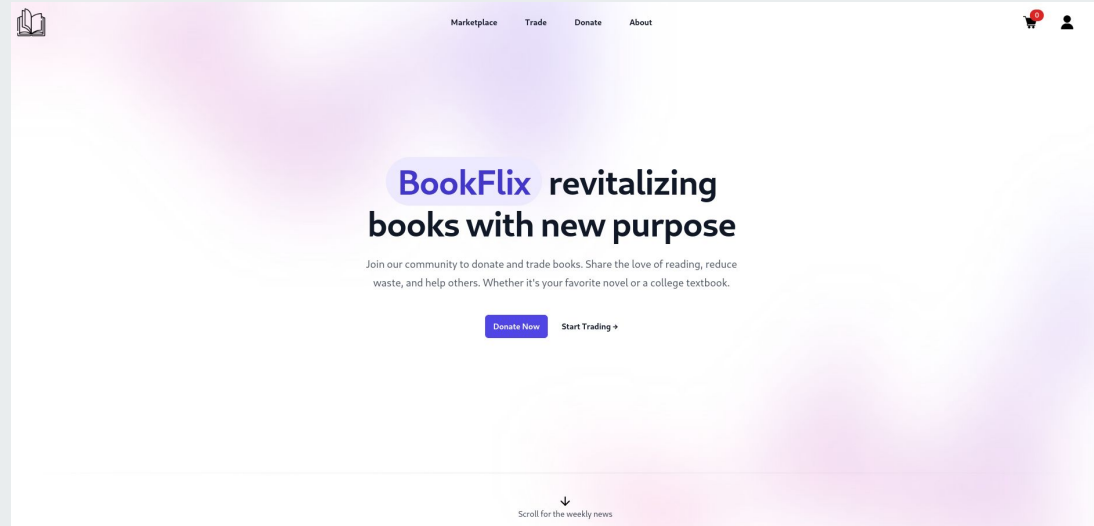 Marketplace Trade Donate About
0
BookFlix revitalizing
books with new purpose
Join our community to donate and trade books. Share the love of reading, reduce
waste, and help others. Whether it's your favorite novel or a college textbook.
Donate Now Start Trading →
Scroll for the weekly news